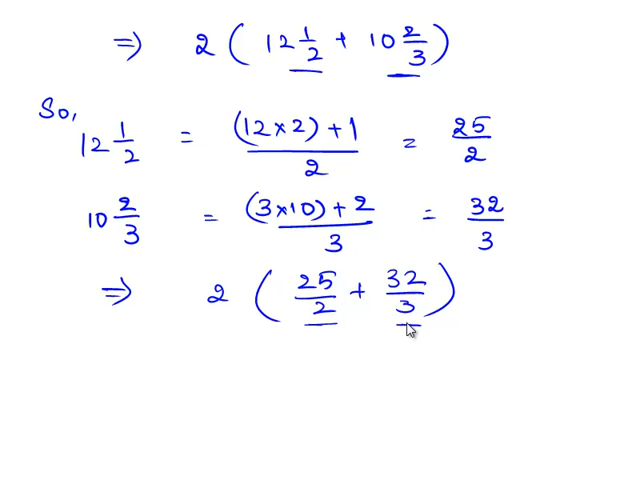 ⇒ 2 ( 12 1/2 + 10 2/3 )
So,
12 1/2 = (12 × 2) + 1 / 2 = 25/2
10 2/3 = (3 × 10) + 2 / 3 = 32/3
⇒ 2 ( 25/2 + 32/3 )